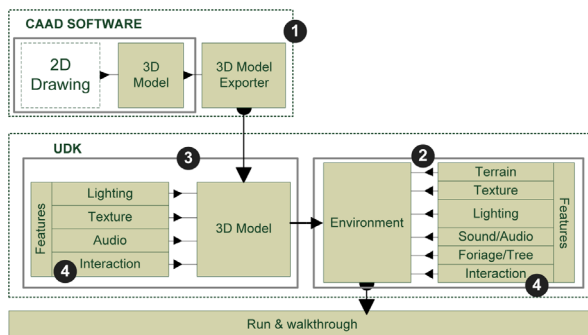 CAAD SOFTWARE
1
2D
Drawing
3D
Model
3D Model
Exporter
UDK
3
2
Features
Lighting
Texture
Audio
Interaction
4
3D Model
Environment
Terrain
Texture
Lighting
Sound/Audio
Foriage/Tree
Interaction
Features
4
Run & walkthrough